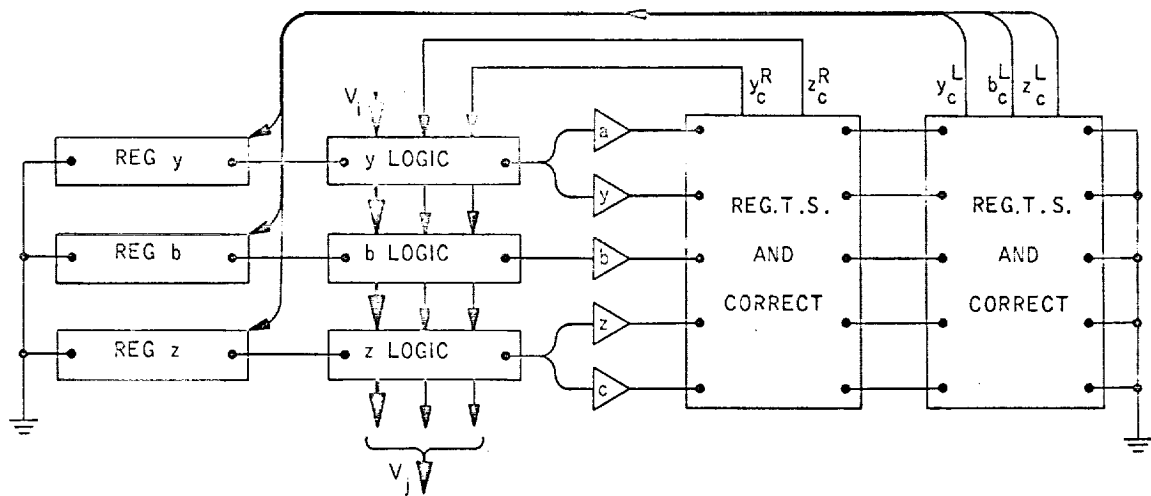 y_c^R
z_c^R
y_c^L
b_c^L
z_c^L
V_i
REG y
y LOGIC
a
y
REG b
b LOGIC
b
REG z
z LOGIC
z
c
REG.T.S.
AND
CORRECT
REG.T.S.
AND
CORRECT
V_j